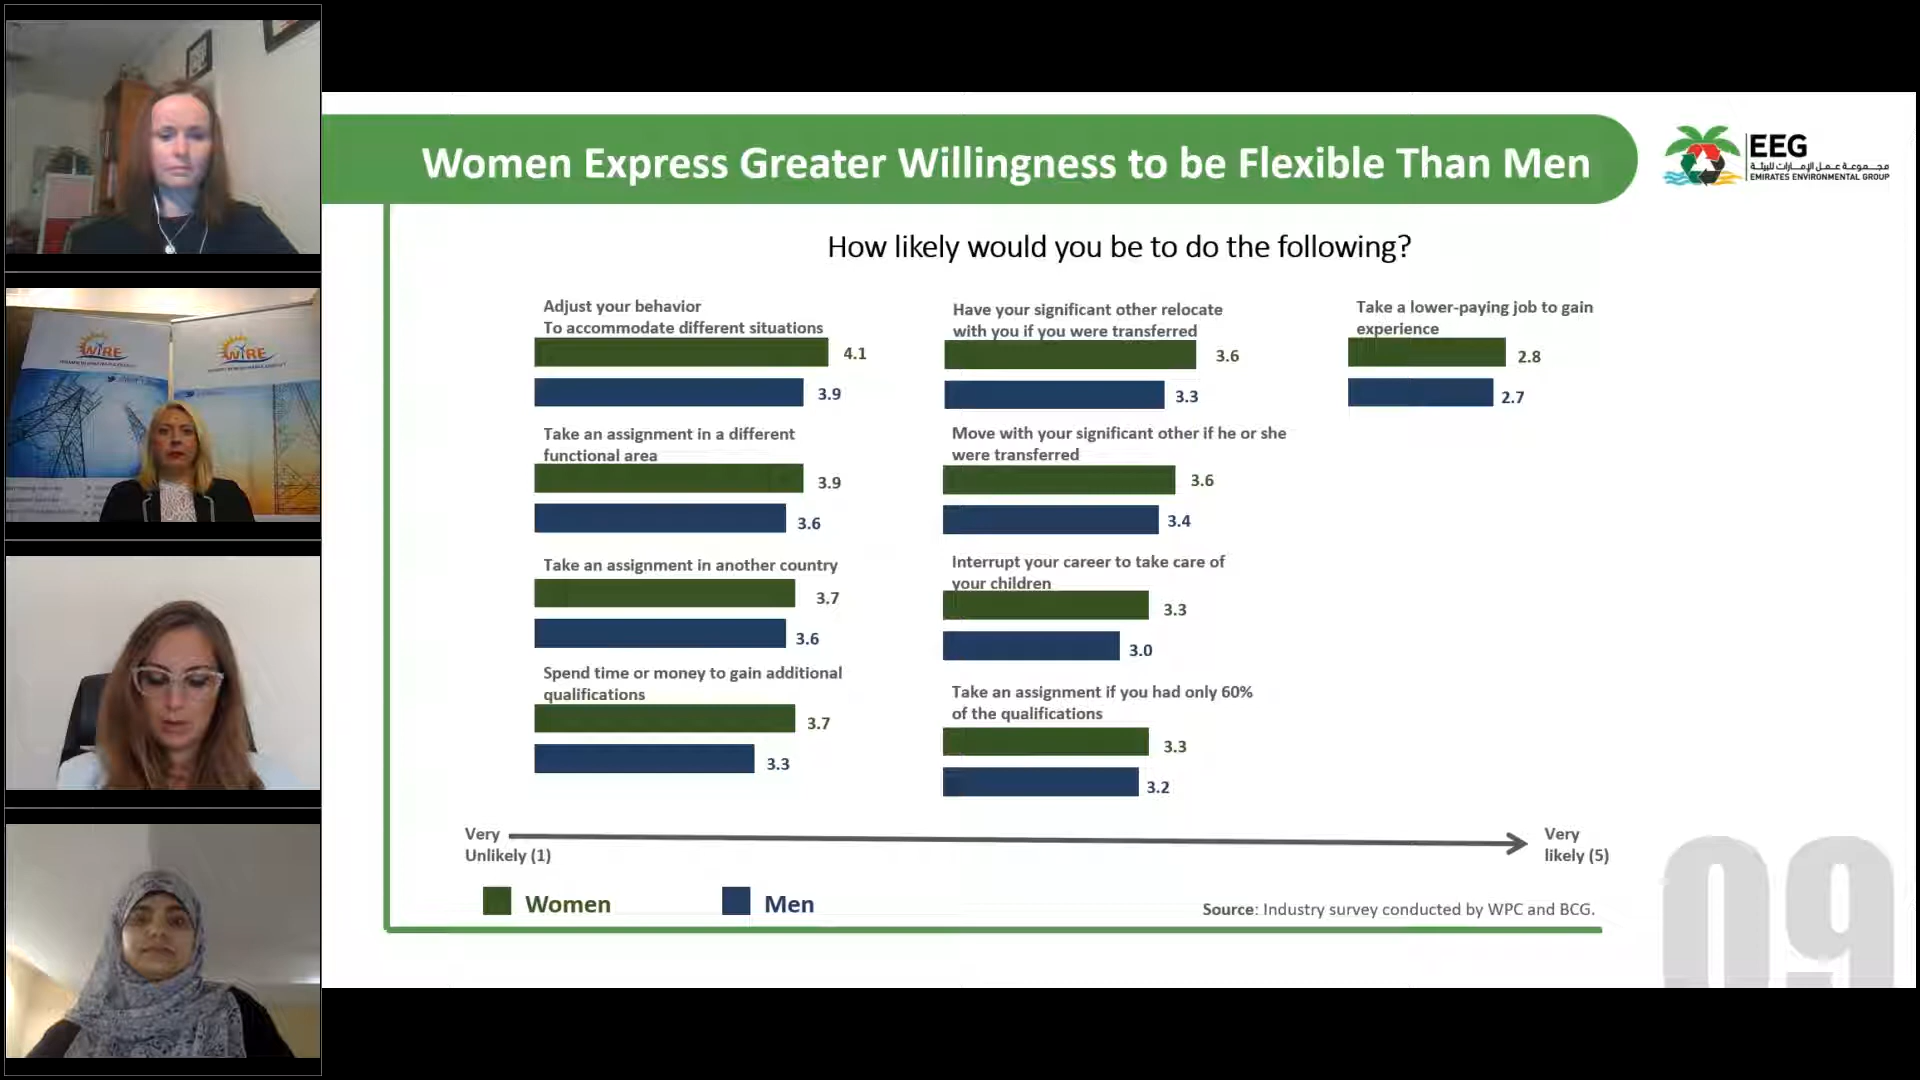 WiRE
WiRE
Women Express Greater Willingness to be Flexible Than Men
EEG
مجـمـوعة عـمـل الإمــارات للبيئة
EMIRATES ENVIRONMENTAL GROUP
How likely would you be to do the following?
Adjust your behavior
To accommodate different situations
4.1
3.9
Take an assignment in a different
functional area
3.9
3.6
Take an assignment in another country
3.7
3.6
Spend time or money to gain additional
qualifications
3.7
3.3
Have your significant other relocate
with you if you were transferred
3.6
3.3
Move with your significant other if he or she
were transferred
3.6
3.4
Interrupt your career to take care of
your children
3.3
3.0
Take an assignment if you had only 60%
of the qualifications
3.3
3.2
Take a lower-paying job to gain
experience
2.8
2.7
Very
Unlikely (1)
Very
likely (5)
Women
Men
Source: Industry survey conducted by WPC and BCG.
09